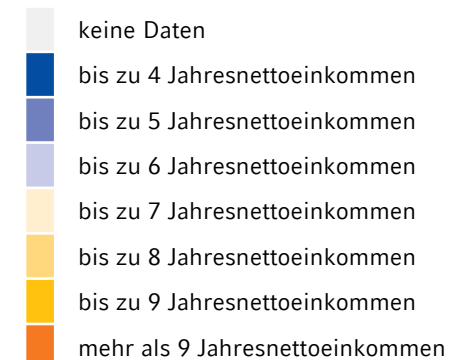 keine Daten
bis zu 4 Jahresnettoeinkommen
bis zu 5 Jahresnettoeinkommen
bis zu 6 Jahresnettoeinkommen
bis zu 7 Jahresnettoeinkommen
bis zu 8 Jahresnettoeinkommen
bis zu 9 Jahresnettoeinkommen
mehr als 9 Jahresnettoeinkommen